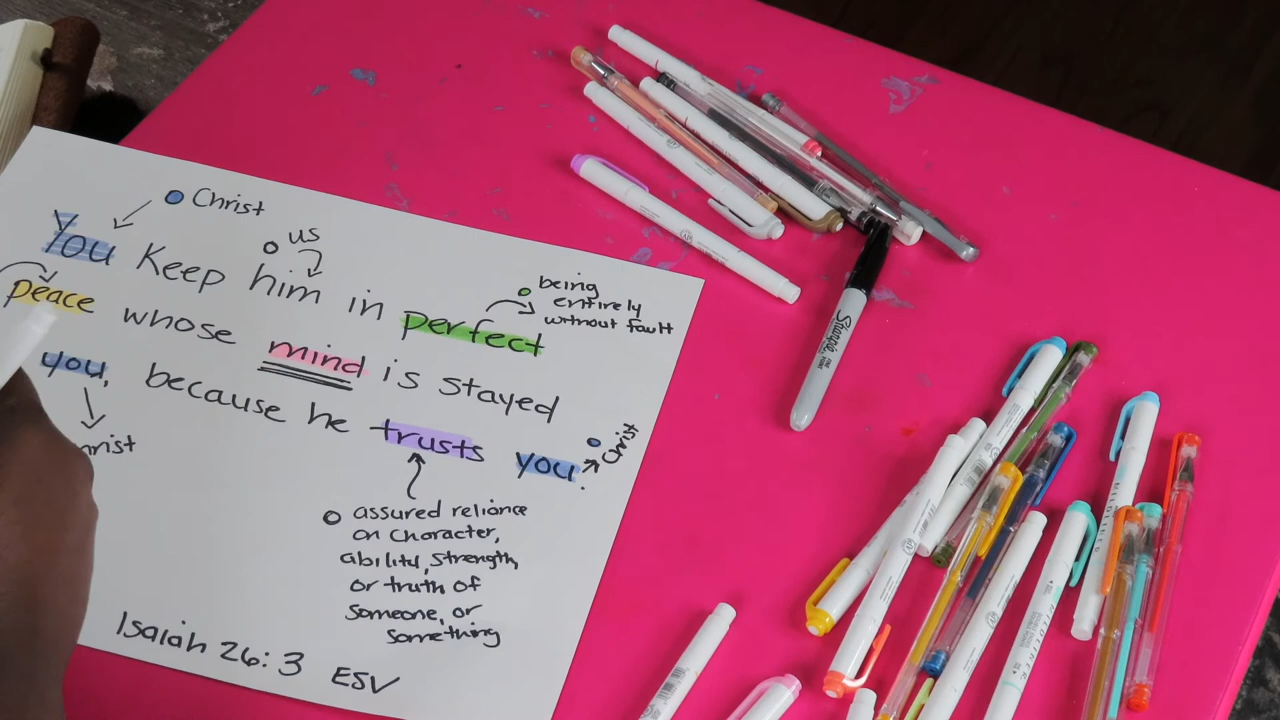 Christ
us
You Keep him in perfect
being
entirely
without fault
peace whose mind is stayed
you, because he trusts you.
Christ
assured reliance
on character,
ability, strength,
or truth of
someone, or
something
Isaiah 26:3 ESV
Sharpie
MILDLINER